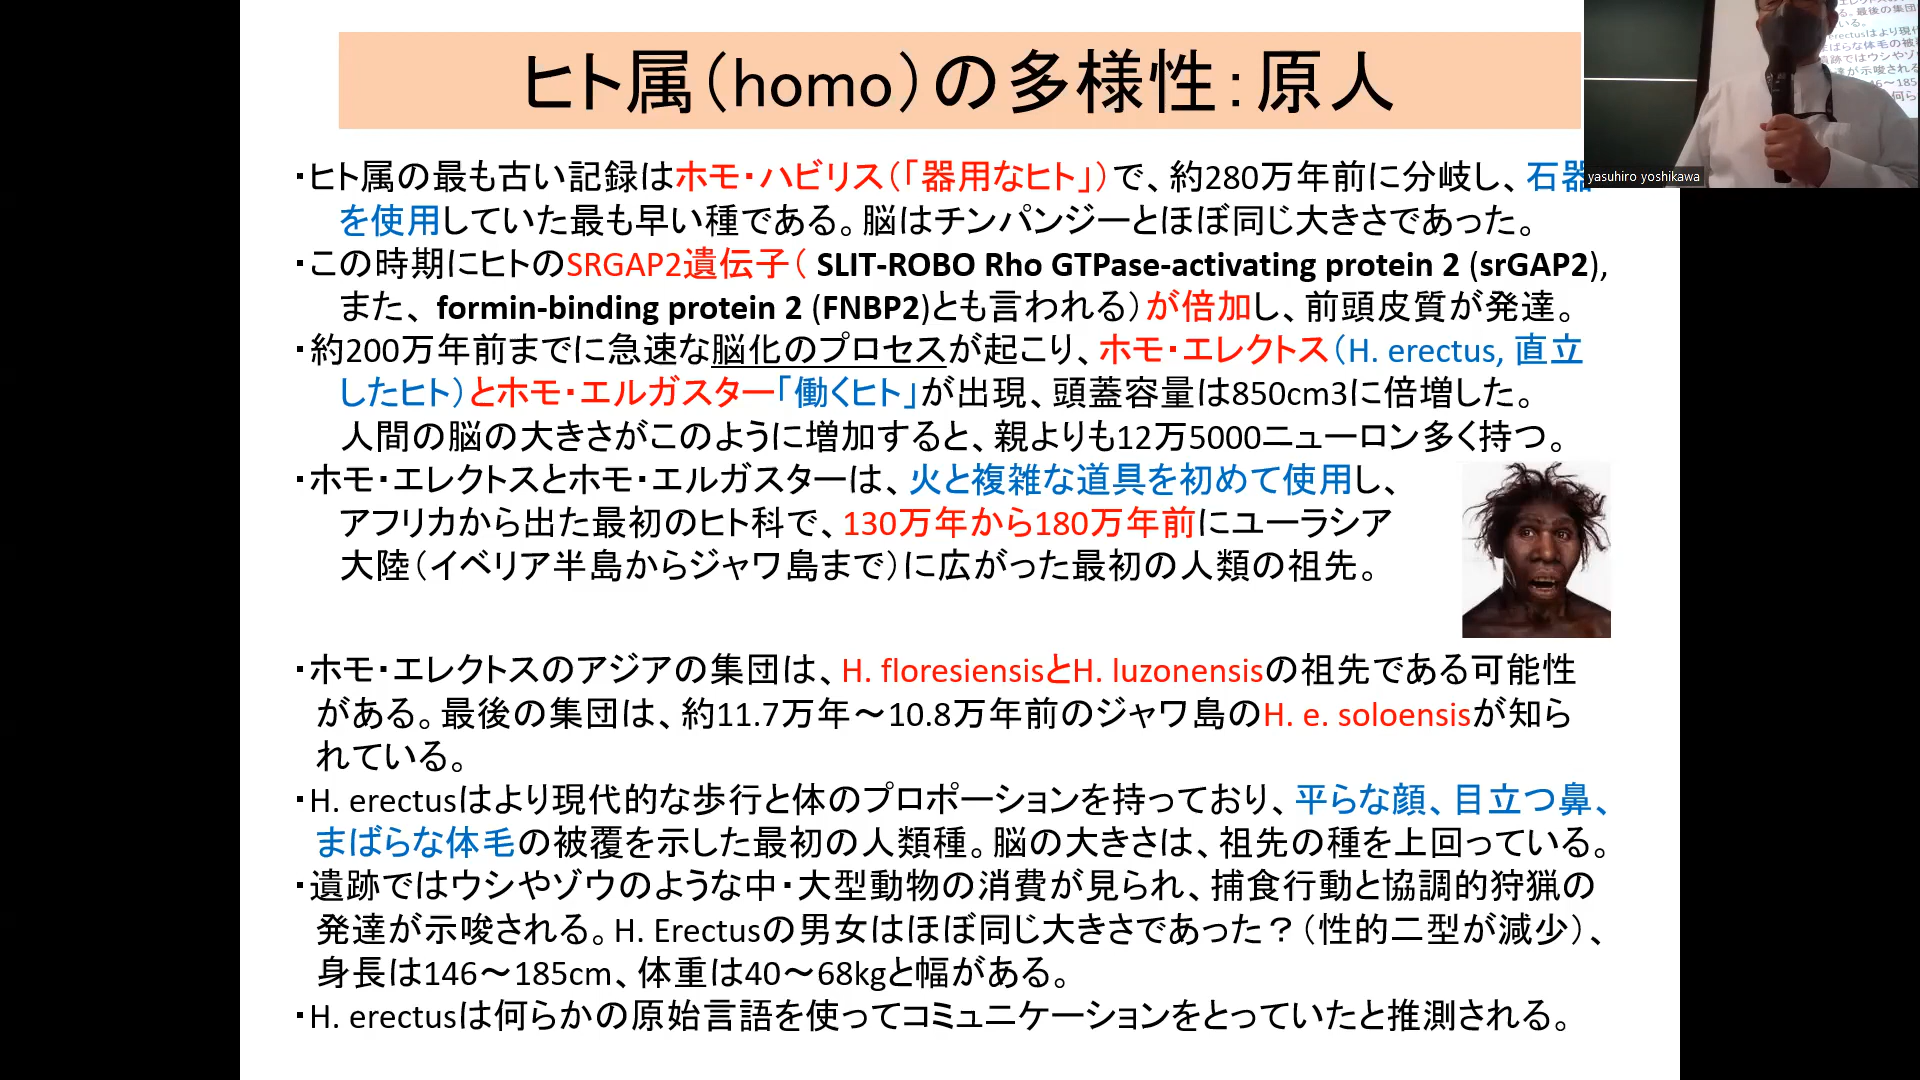 ヒト属（homo）の多様性：原人
・ヒト属の最も古い記録はホモ・ハビリス（「器用なヒト」）で、約280万年前に分岐し、石器
を使用していた最も早い種である。脳はチンパンジーとほぼ同じ大きさであった。
・この時期にヒトのSRGAP2遺伝子（ SLIT-ROBO Rho GTPase-activating protein 2 (srGAP2),
また、 formin-binding protein 2 (FNBP2)とも言われる）が倍加し、前頭皮質が発達。
・約200万年前までに急速な脳化のプロセスが起こり、ホモ・エレクトス（H. erectus, 直立
したヒト）とホモ・エルガスター「働くヒト」が出現、頭蓋容量は850cm3に倍増した。
人間の脳の大きさがこのように増加すると、親よりも12万5000ニューロン多く持つ。
・ホモ・エレクトスとホモ・エルガスターは、火と複雑な道具を初めて使用し、
アフリカから出た最初のヒト科で、130万年から180万年前にユーラシア
大陸（イベリア半島からジャワ島まで）に広がった最初の人類の祖先。
・ホモ・エレクトスのアジアの集団は、H. floresiensisとH. luzonensisの祖先である可能性
がある。最後の集団は、約11.7万年～10.8万年前のジャワ島のH. e. soloensisが知ら
れている。
・H. erectusはより現代的な歩行と体のプロポーションを持っており、平らな顔、目立つ鼻、
まばらな体毛の被覆を示した最初の人類種。脳の大きさは、祖先の種を上回っている。
・遺跡ではウシやゾウのような中・大型動物の消費が見られ、捕食行動と協調的狩猟の
発達が示唆される。H. Erectusの男女はほぼ同じ大きさであった？（性的二型が減少）、
身長は146～185cm、体重は40～68kgと幅がある。
・H. erectusは何らかの原始言語を使ってコミュニケーションをとっていたと推測される。
yasuhiro yoshikawa